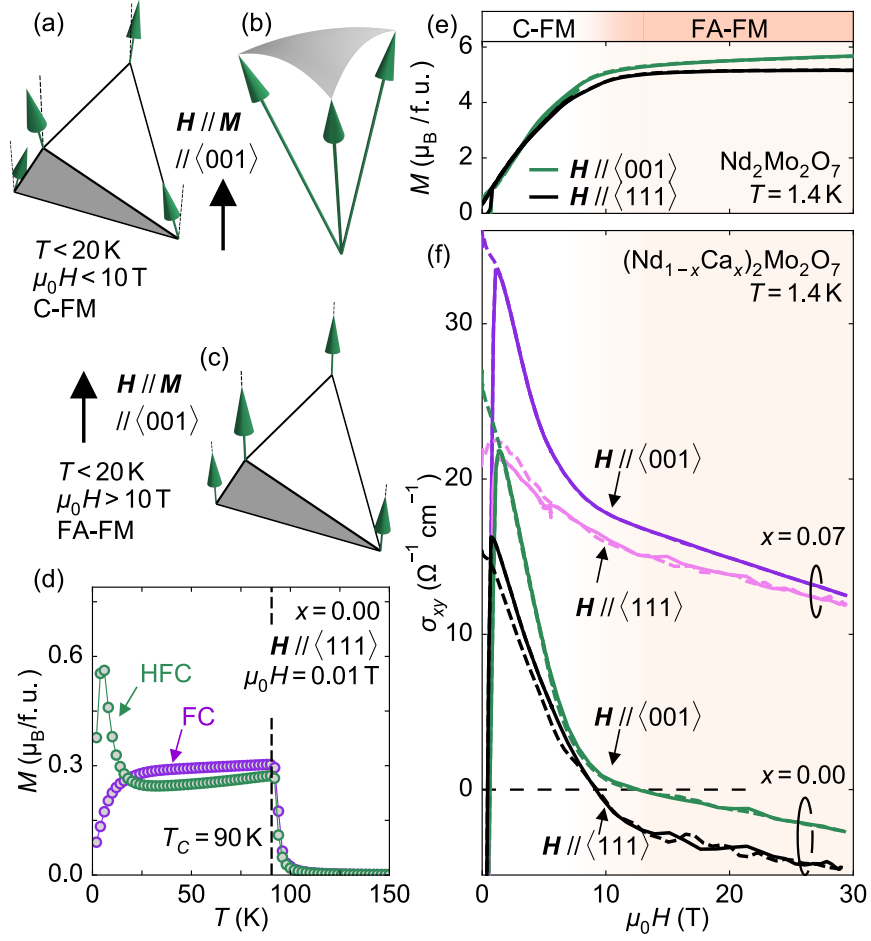 (a)
(b)
H // M
// ⟨001⟩
T < 20 K
μ0H < 10 T
C-FM
(c)
H // M
// ⟨001⟩
T < 20 K
μ0H > 10 T
FA-FM
(d)
x = 0.00
H // ⟨111⟩
μ0H = 0.01 T
HFC
FC
TC = 90 K
0.6
0.3
0.0
M (μB/f. u.)
0
50
100
150
T (K)
(e)
C-FM
FA-FM
6
4
2
0
M (μB /f. u.)
H // ⟨001⟩
H // ⟨111⟩
Nd2Mo2O7
T = 1.4 K
(f)
(Nd1−xCax)2Mo2O7
T = 1.4 K
30
20
10
0
σxy (Ω−1 cm−1)
H // ⟨001⟩
x = 0.07
H // ⟨111⟩
H // ⟨001⟩
x = 0.00
H // ⟨111⟩
0
10
20
30
μ0H (T)